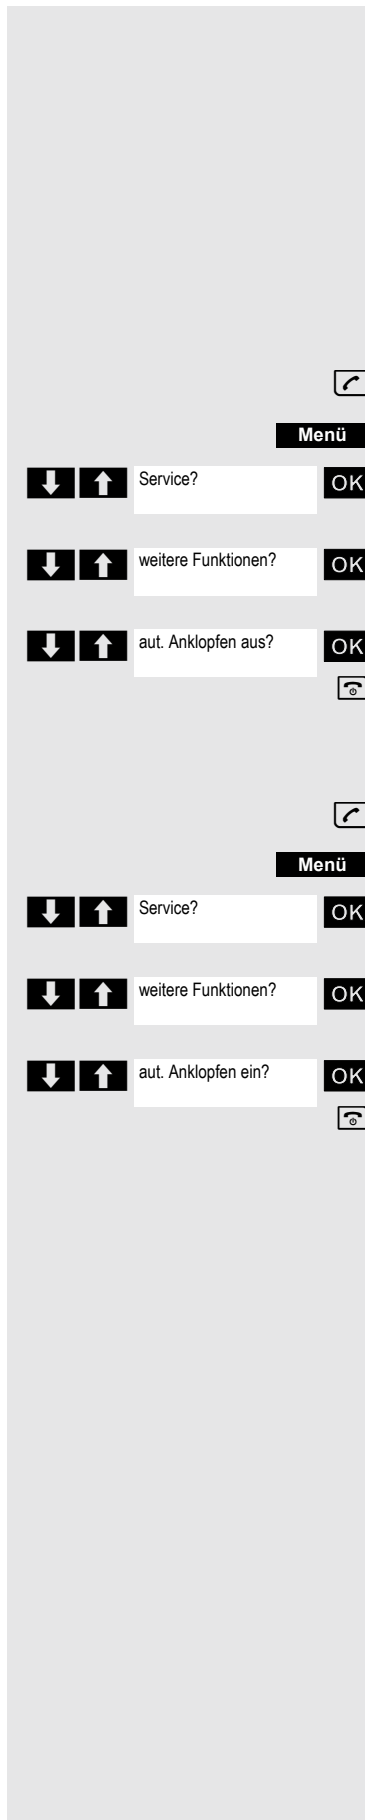 Menü
Service? OK
weitere Funktionen? OK
aut. Anklopfen aus? OK
Menü
Service? OK
weitere Funktionen? OK
aut. Anklopfen ein? OK